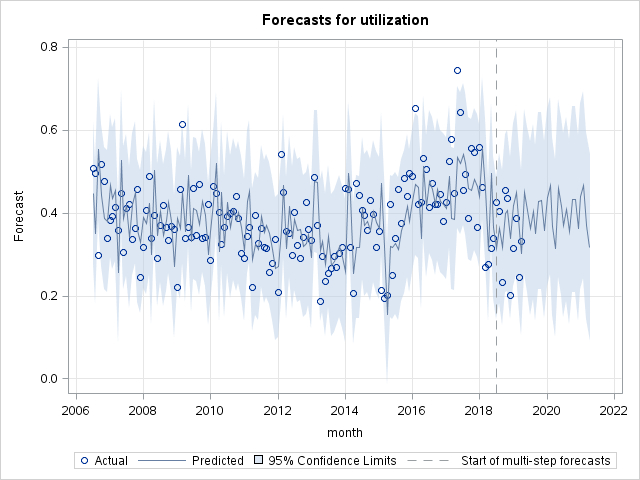 Forecasts for utilization
0.8
0.6
0.4
0.2
0.0
Forecast
2006 2008 2010 2012 2014 2016 2018 2020 2022
month
Actual Predicted 95% Confidence Limits Start of multi-step forecasts